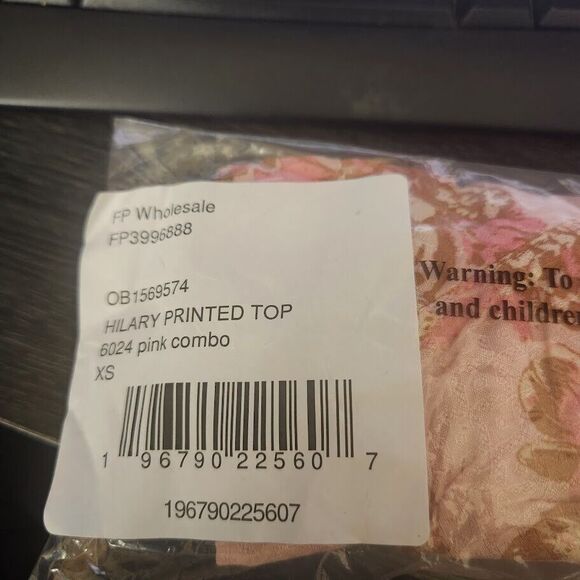 FP Wholesale
FP3996888
OB1569574
HILARY PRINTED TOP
6024 pink combo
XS
1 96790 22560 7
196790225607
Warning: To
and children